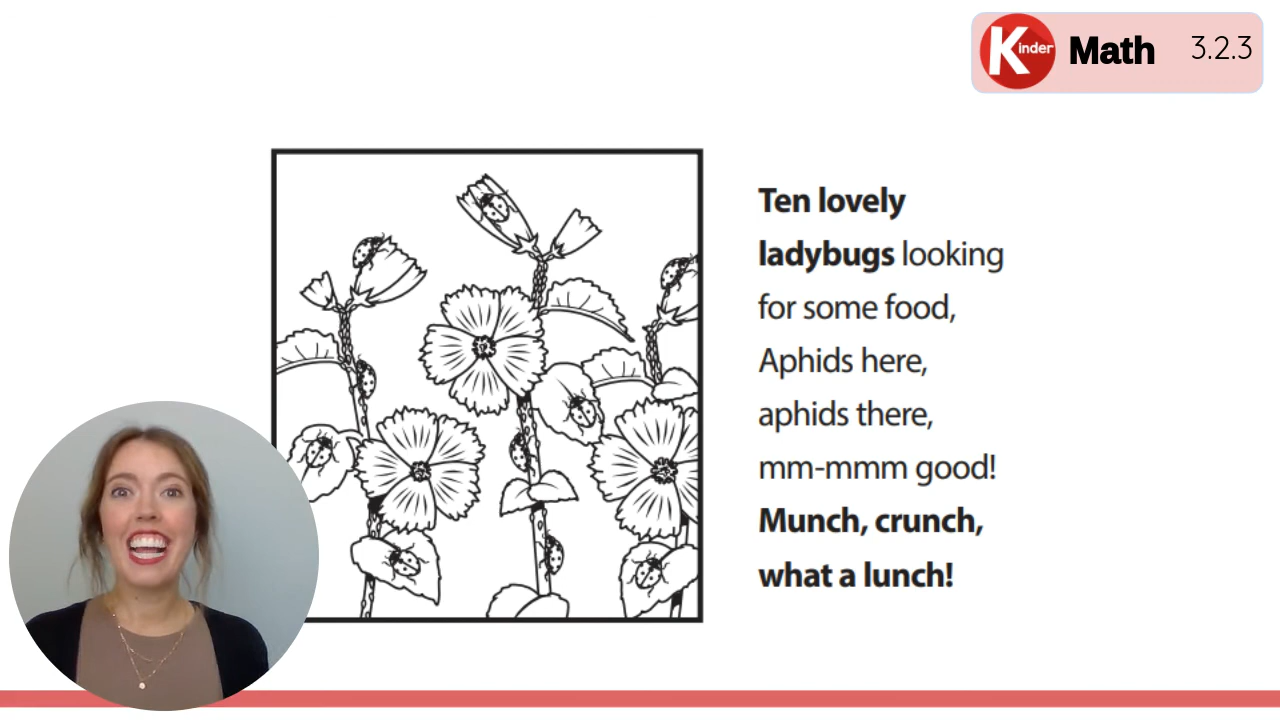 Kinder Math 3.2.3
Ten lovely
ladybugs looking
for some food,
Aphids here,
aphids there,
mm-mmm good!
Munch, crunch,
what a lunch!